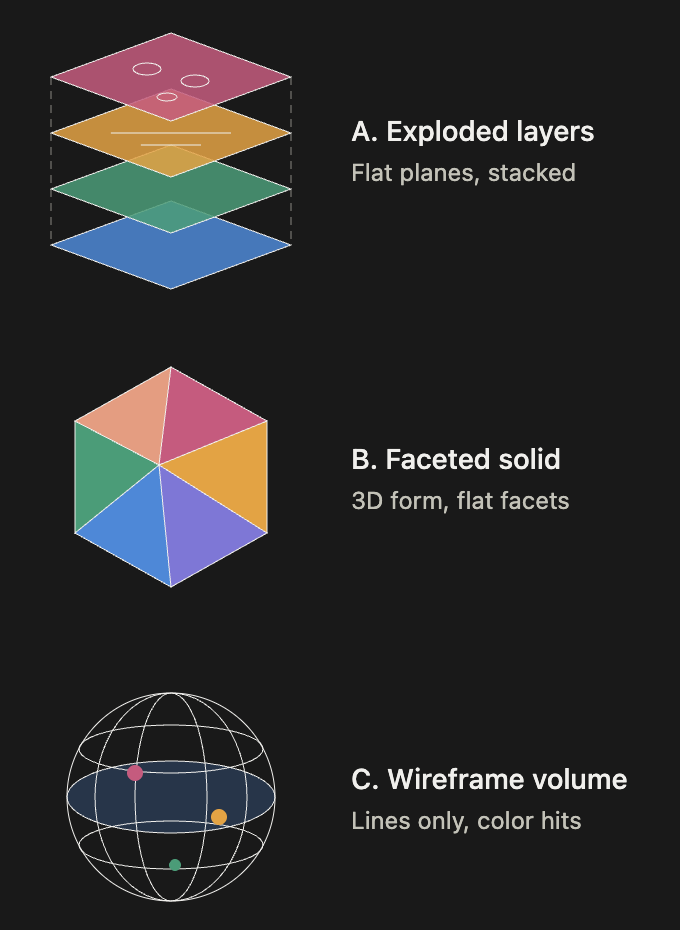 A. Exploded layers
Flat planes, stacked
B. Faceted solid
3D form, flat facets
C. Wireframe volume
Lines only, color hits